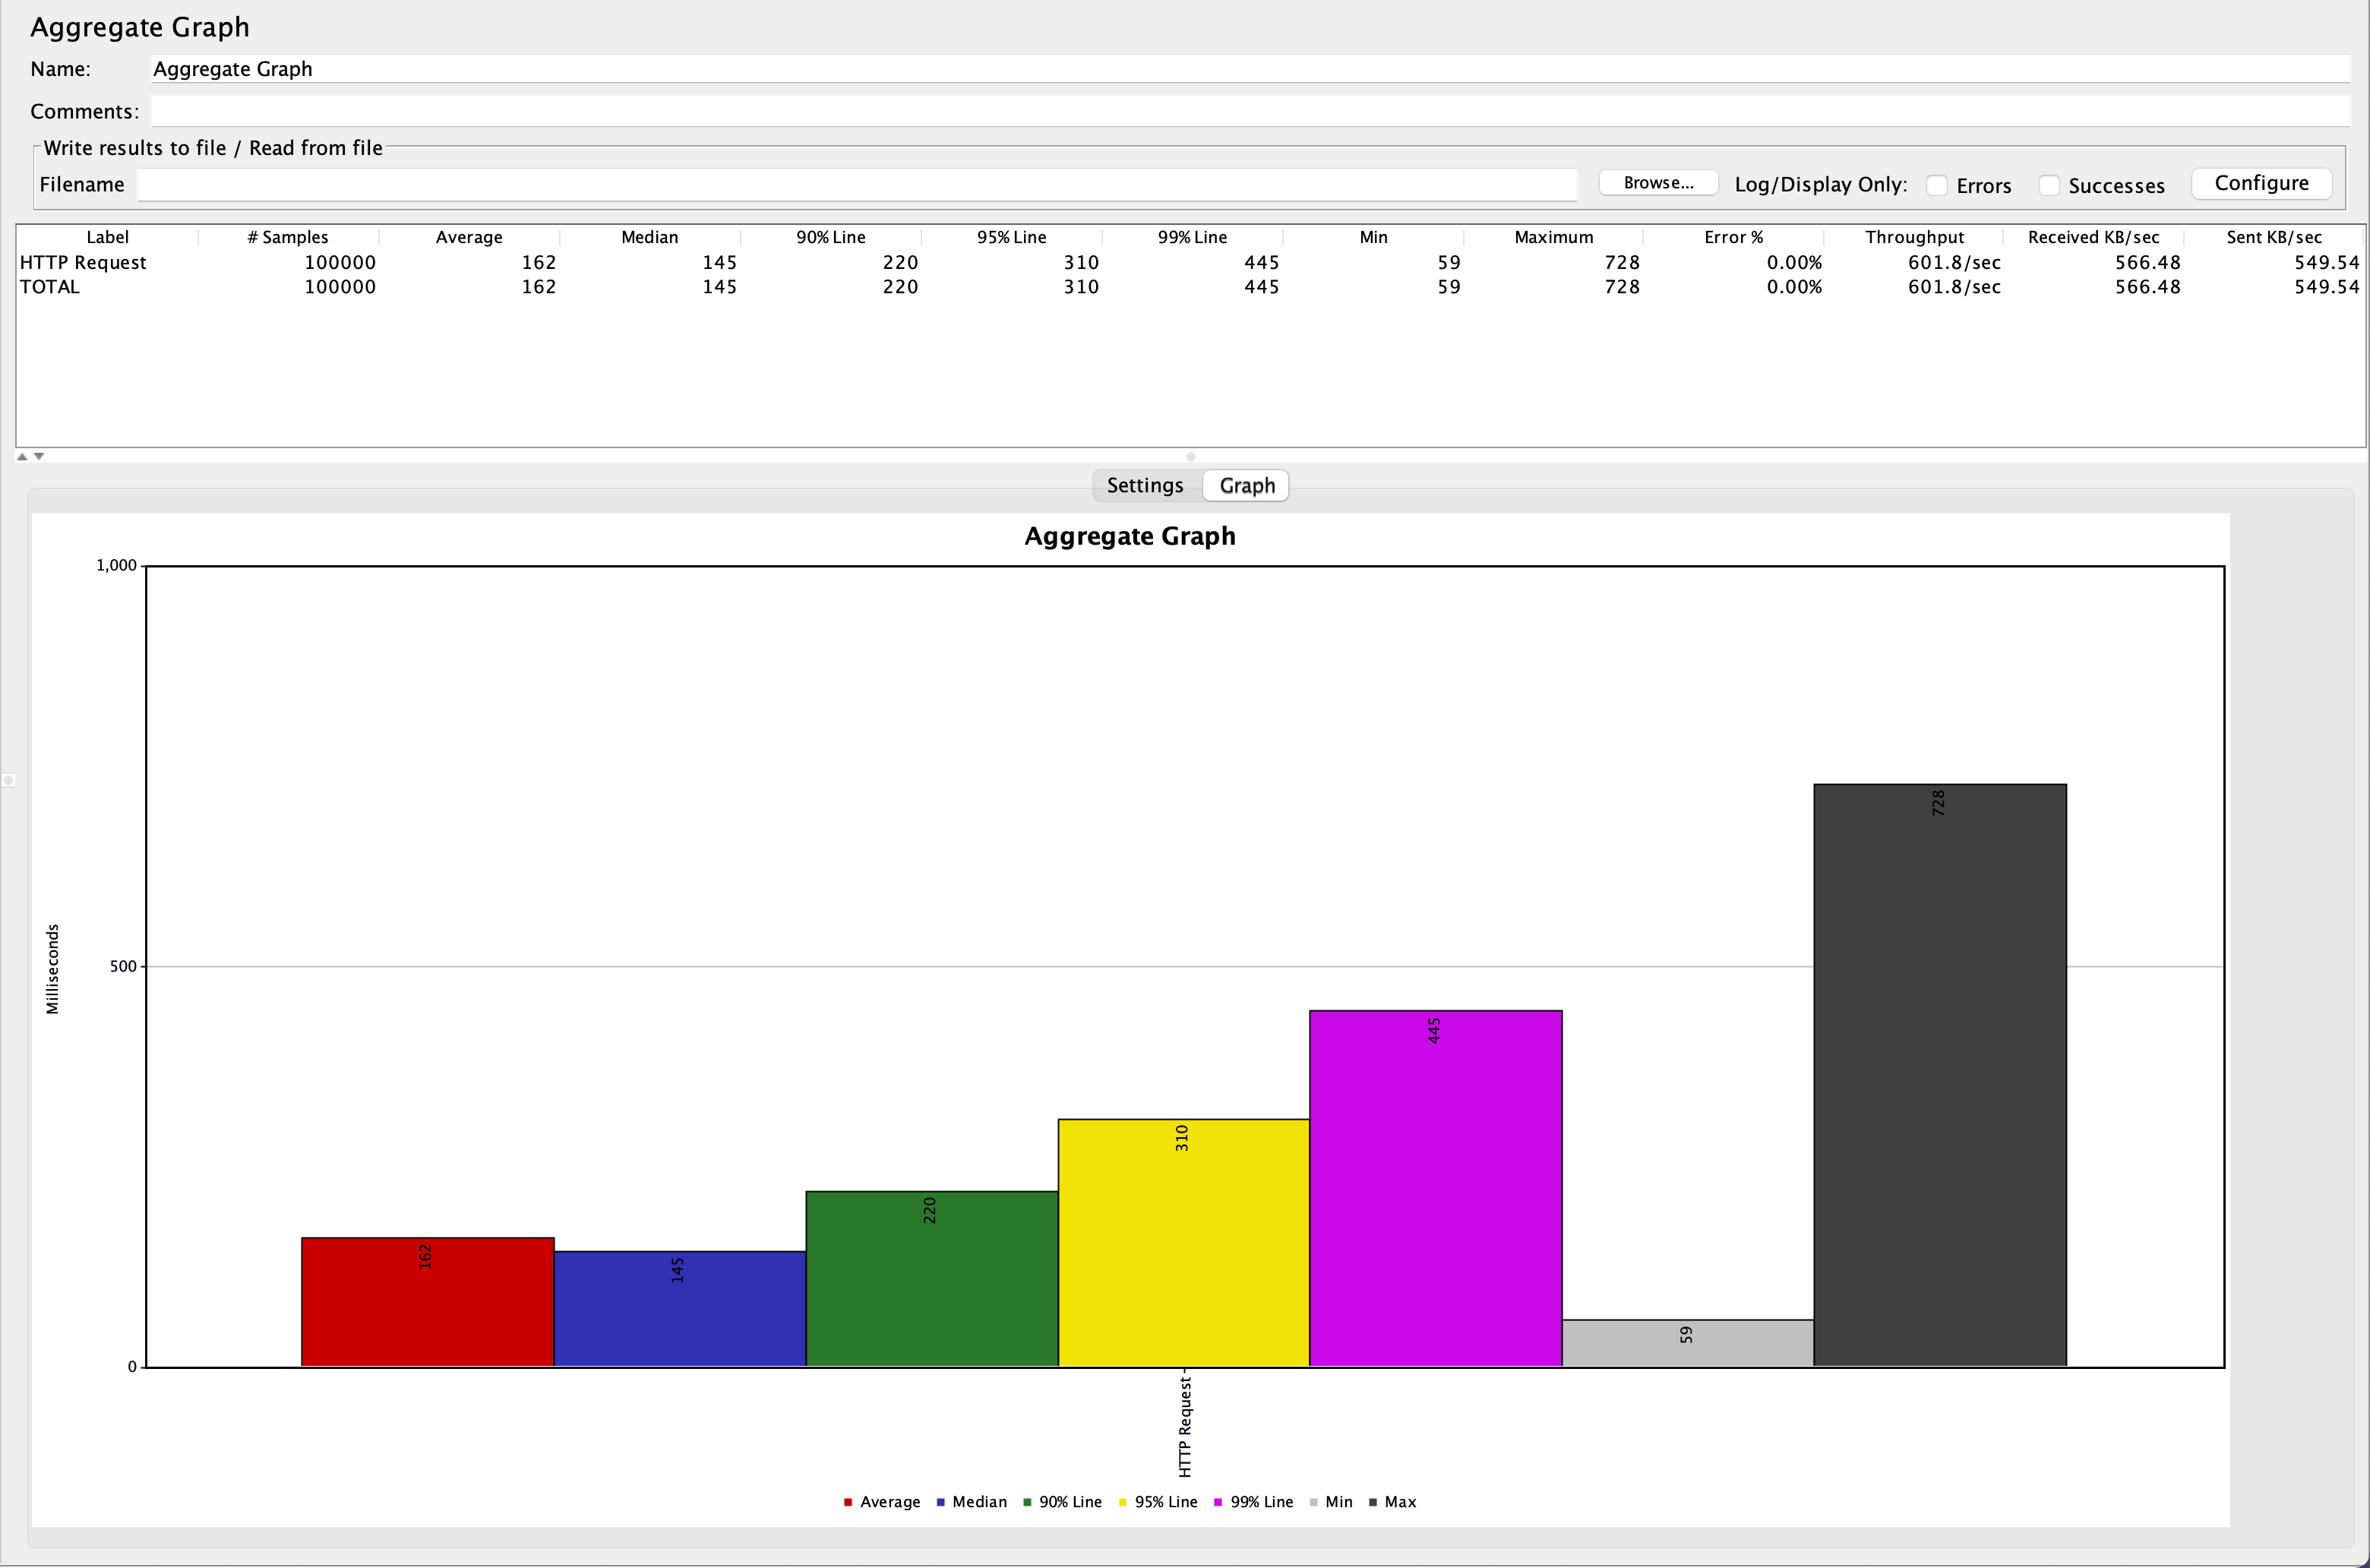 Aggregate Graph
Name: Aggregate Graph
Comments:
Write results to file / Read from file
Filename Browse... Log/Display Only: Errors Successes Configure
Label # Samples Average Median 90% Line 95% Line 99% Line Min Maximum Error % Throughput Received KB/sec Sent KB/sec
HTTP Request 100000 162 145 220 310 445 59 728 0.00% 601.8/sec 566.48 549.54
TOTAL 100000 162 145 220 310 445 59 728 0.00% 601.8/sec 566.48 549.54
Settings Graph
Aggregate Graph
1,000
500
0
Milliseconds
162
145
220
310
445
59
728
HTTP Request
Average Median 90% Line 95% Line 99% Line Min Max